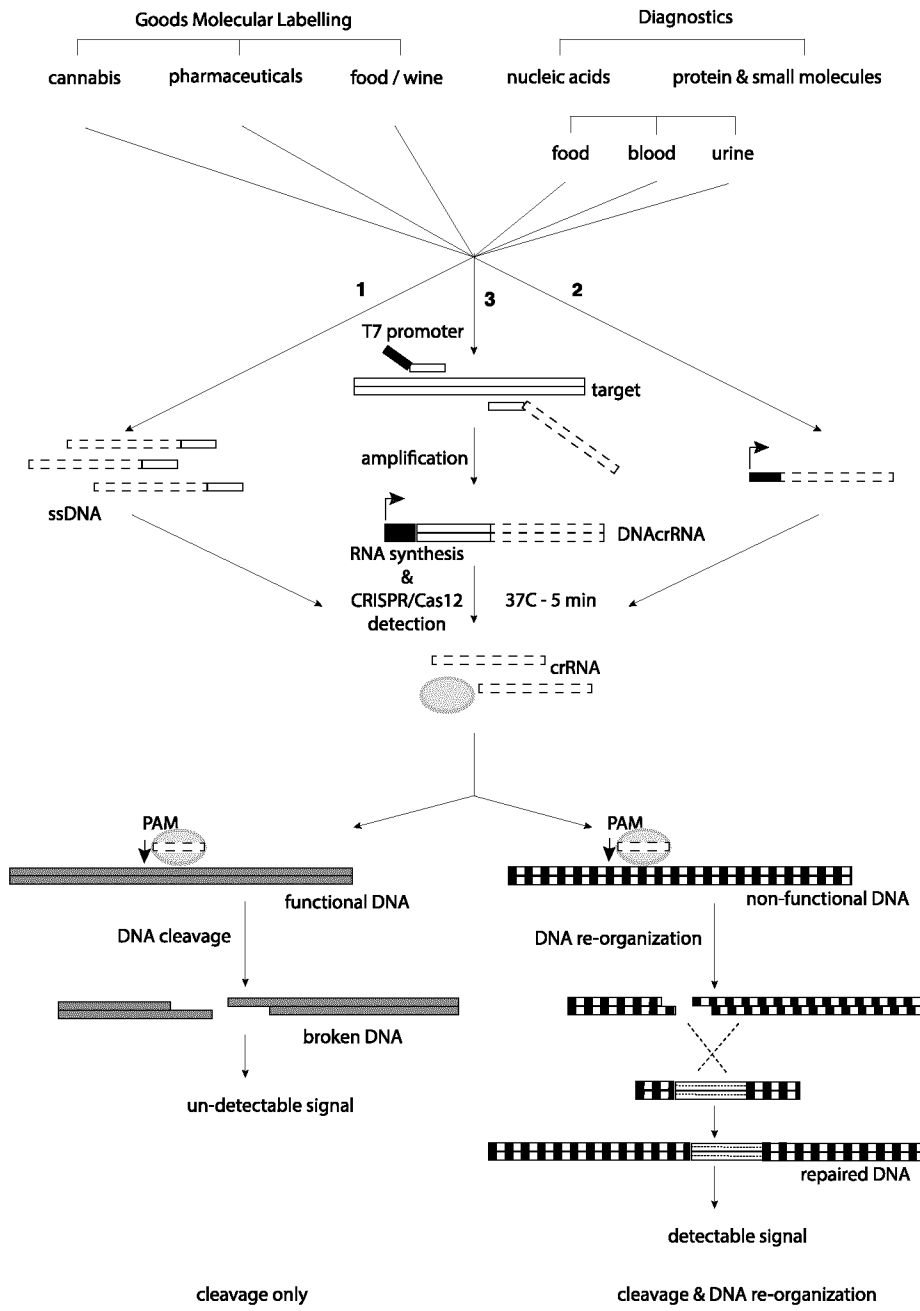 Goods Molecular Labelling
Diagnostics
cannabis
pharmaceuticals
food / wine
nucleic acids
protein & small molecules
food
blood
urine
1
3
2
T7 promoter
target
amplification
ssDNA
DNAcrRNA
RNA synthesis
&
CRISPR/Cas12
detection
37C - 5 min
crRNA
PAM
PAM
functional DNA
non-functional DNA
DNA cleavage
DNA re-organization
broken DNA
un-detectable signal
repaired DNA
detectable signal
cleavage only
cleavage & DNA re-organization